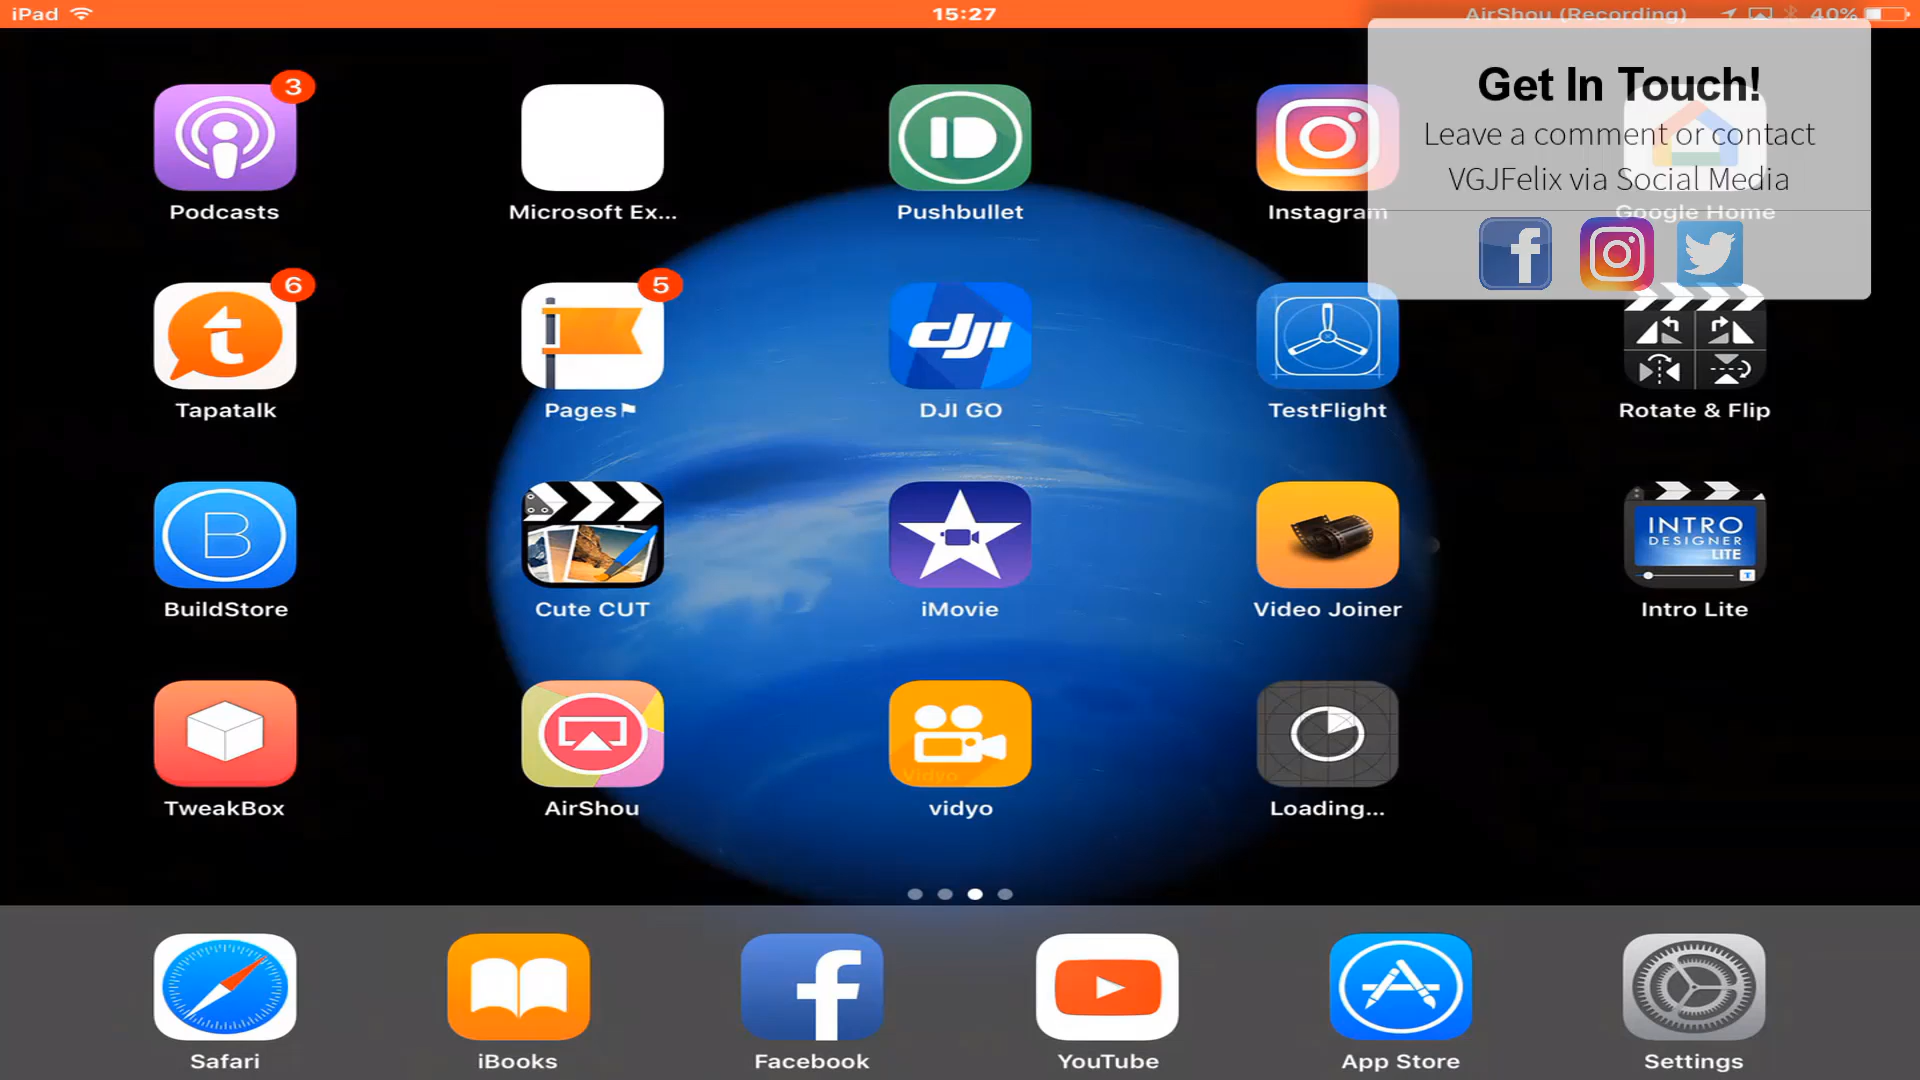 iPad 15:27 AirShou (Recording) 40%
Get In Touch!
Leave a comment or contact
VGJFelix via Social Media
3
Podcasts Microsoft Ex... Pushbullet Instagram Google Home
6 5
t dji
Tapatalk Pages⚑ DJI GO TestFlight Rotate & Flip
B INTRO
DESIGNER
LITE
BuildStore Cute CUT iMovie Video Joiner Intro Lite
Vidyo
TweakBox AirShou vidyo Loading...
Safari iBooks Facebook YouTube App Store Settings